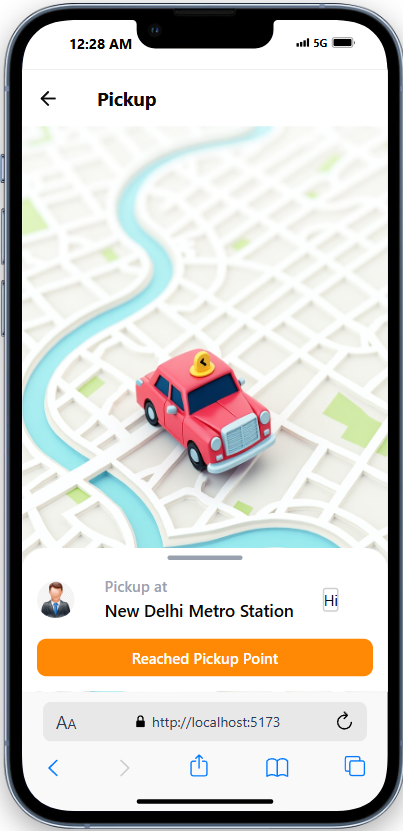 12:28 AM
5G
Pickup
Pickup at
New Delhi Metro Station
Hi
Reached Pickup Point
AA
http://localhost:5173